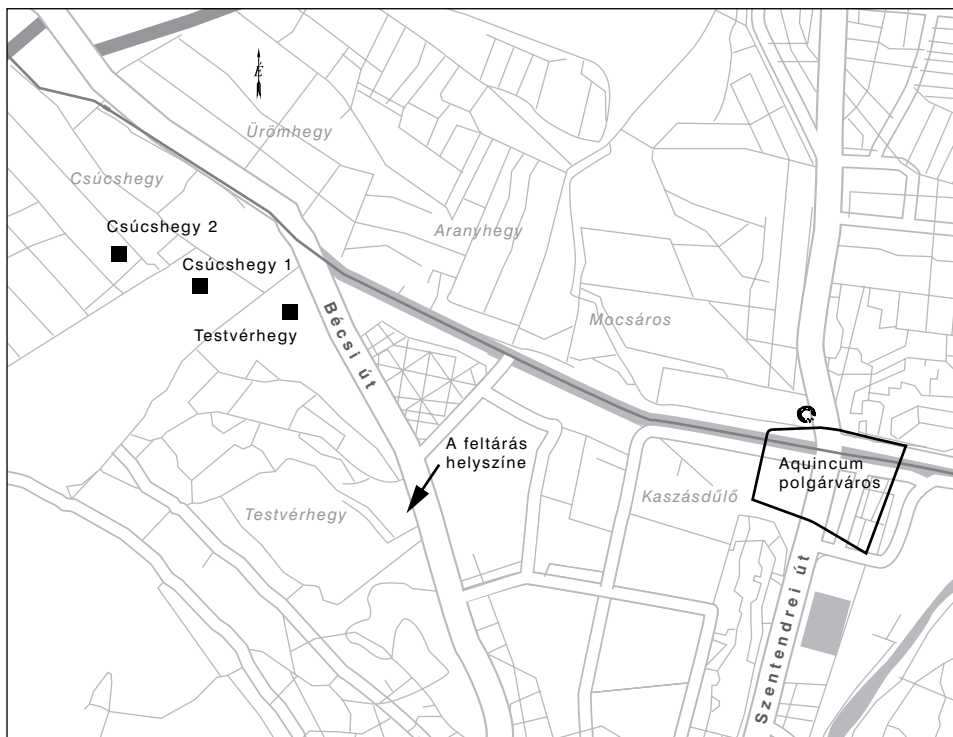 É
Ürömhegy
Csúcshegy
Csúcshegy 2
Aranyhegy
Csúcshegy 1
Bécsi út
Mocsáros
Testvérhegy
A feltárás
helyszíne
Aquincum
polgárváros
Kaszásdűlő
Testvérhegy
Szentendrei út